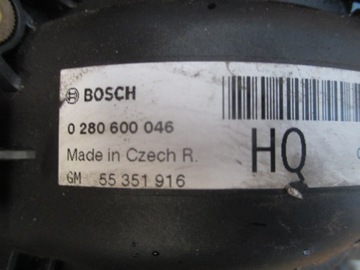 BOSCH
0 280 600 046
Made in Czech R.
HQ
GM 55 351 916